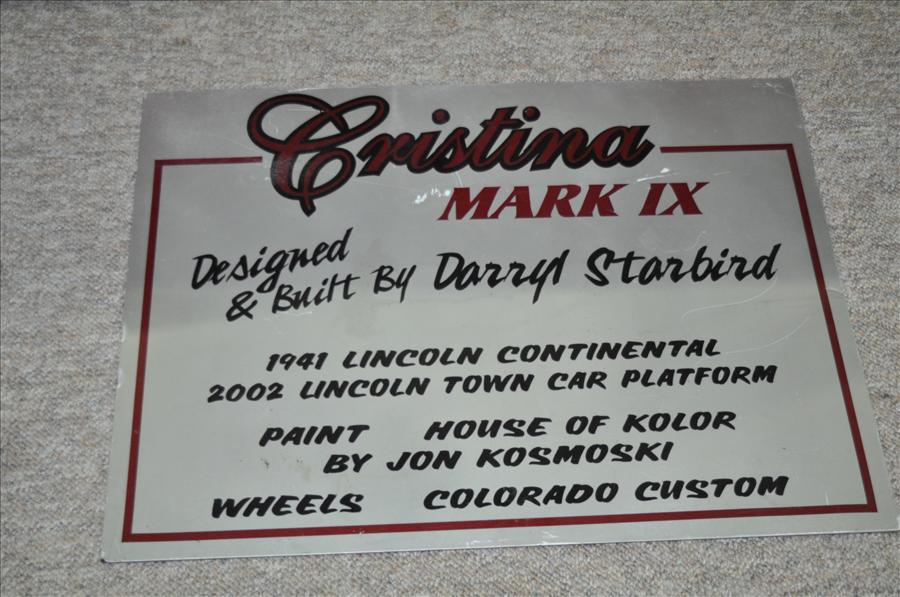 Cristina
MARK IX
Designed
& Built By Darryl Starbird
1941 LINCOLN CONTINENTAL
2002 LINCOLN TOWN CAR PLATFORM
PAINT HOUSE OF KOLOR
BY JON KOSMOSKI
WHEELS COLORADO CUSTOM